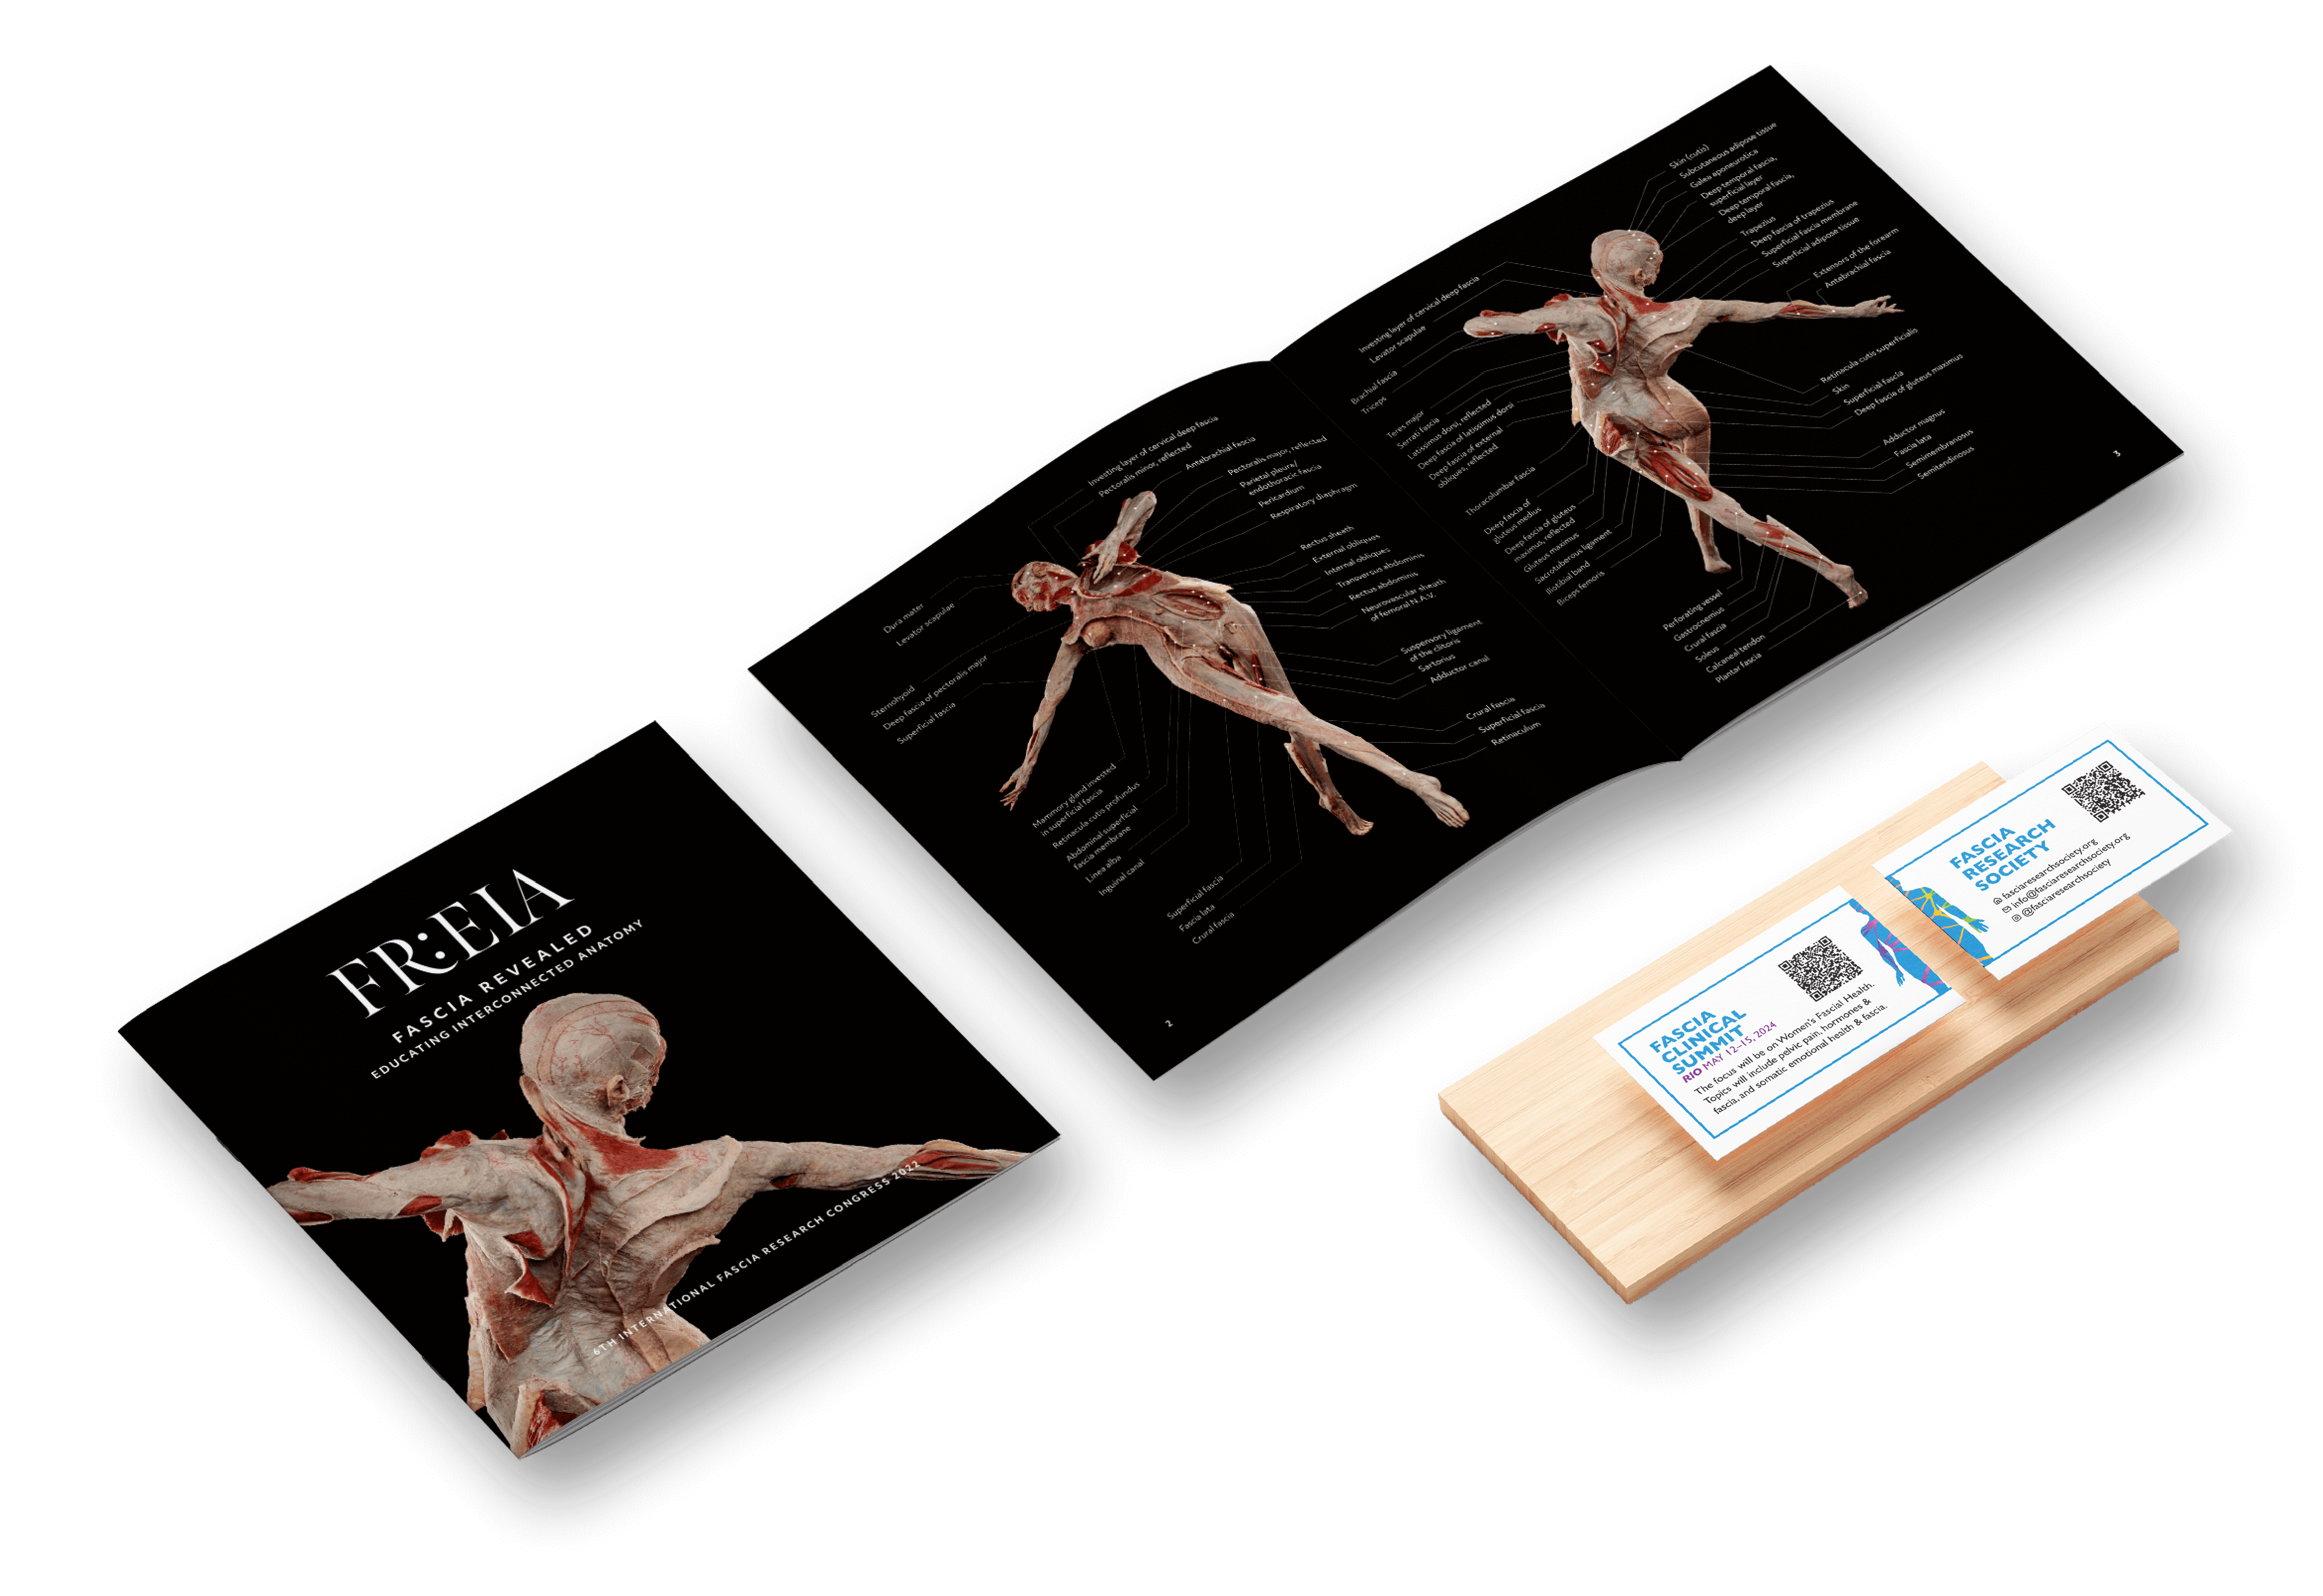 FR:EIA
FASCIA REVEALED
EDUCATING INTERCONNECTED ANATOMY
6TH INTERNATIONAL FASCIA RESEARCH CONGRESS 2022
Investing layer of cervical deep fascia
Pectoralis minor, reflected
Antebrachial fascia
Pectoralis major, reflected
Parietal pleura/
endothoracic fascia
Pericardium
Respiratory diaphragm
Rectus sheath
External obliques
Internal obliques
Transversus abdominis
Rectus abdominis
Neurovascular sheath
of femoral N.A.V.
Suspensory ligament
of the clitoris
Sartorius
Adductor canal
Crural fascia
Superficial fascia
Retinaculum
Dura mater
Levator scapulae
Sternohyoid
Deep fascia of pectoralis major
Superficial fascia
Mammary gland invested
in superficial fascia
Retinacula cutis profundus
Abdominal superficial
fascia membrane
Linea alba
Inguinal canal
Superficial fascia
Fascia lata
Crural fascia
2
Skin (cutis)
Subcutaneous adipose tissue
Galea aponeurotica
Deep temporal fascia,
superficial layer
Deep temporal fascia,
deep layer
Trapezius
Deep fascia of trapezius
Superficial fascia membrane
Superficial adipose tissue
Extensors of the forearm
Antebrachial fascia
Investing layer of cervical deep fascia
Levator scapulae
Brachial fascia
Triceps
Teres major
Serrati fascia
Latissimus dorsi, reflected
Deep fascia of latissimus dorsi
Deep fascia of external
obliques, reflected
Thoracolumbar fascia
Deep fascia of
gluteus medius
Deep fascia of gluteus
maximus, reflected
Gluteus maximus
Sacrotuberous ligament
Iliotibial band
Biceps femoris
Retinacula cutis superficialis
Skin
Superficial fascia
Deep fascia of gluteus maximus
Adductor magnus
Fascia lata
Semimembranosus
Semitendinosus
Perforating vessel
Gastrocnemius
Crural fascia
Soleus
Calcaneal tendon
Plantar fascia
3
FASCIA
CLINICAL
SUMMIT
RIO MAY 12–15, 2024
The focus will be on Women's Fascial Health.
Topics will include pelvic pain, hormones &
fascia, and somatic emotional health & fascia.
FASCIA
RESEARCH
SOCIETY
fasciaresearchsociety.org
info@fasciaresearchsociety.org
@fasciaresearchsociety